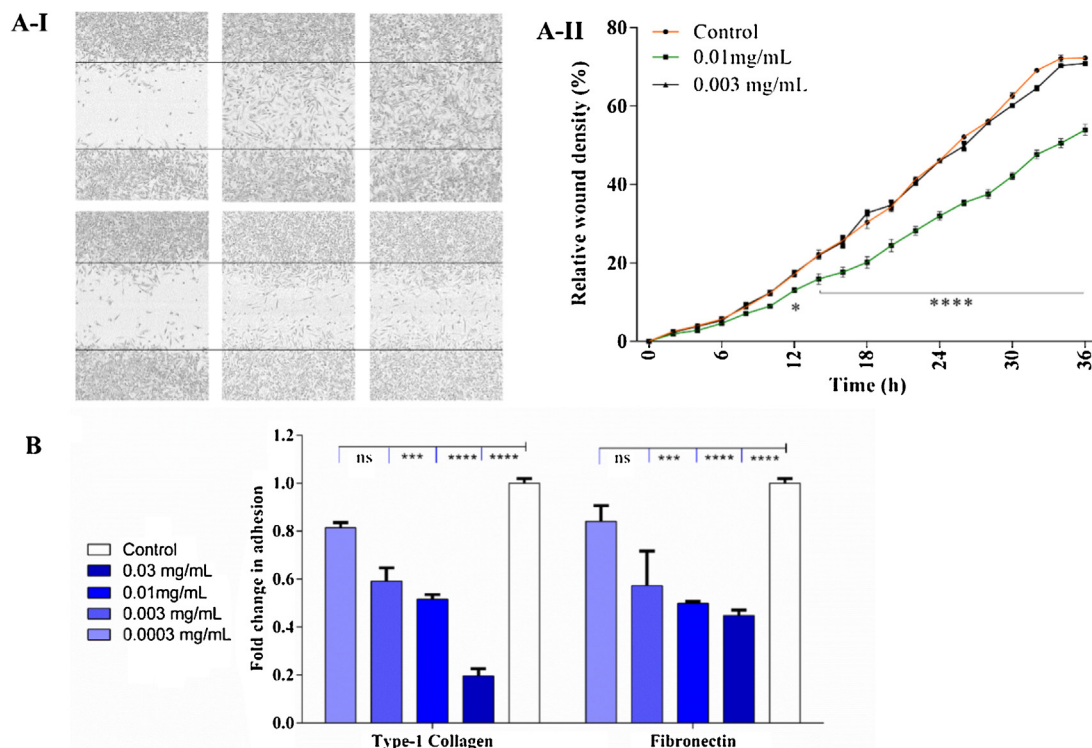 A-I
A-II
Control
0.01mg/mL
0.003 mg/mL
Relative wound density (%)
80
60
40
20
0
*
****
0
6
12
18
24
30
36
Time (h)
B
Control
0.03 mg/mL
0.01mg/mL
0.003 mg/mL
0.0003 mg/mL
Fold change in adhesion
1.2
1.0
0.8
0.6
0.4
0.2
0.0
ns *** **** ****
ns *** **** ****
Type-1 Collagen
Fibronectin